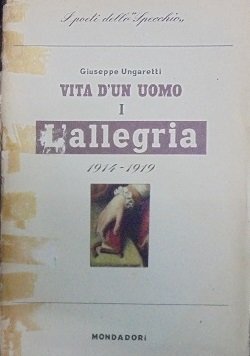 I poeti dello "Specchio"
Giuseppe Ungaretti
VITA D'UN UOMO
I
L'allegria
1914-1919
MONDADORI